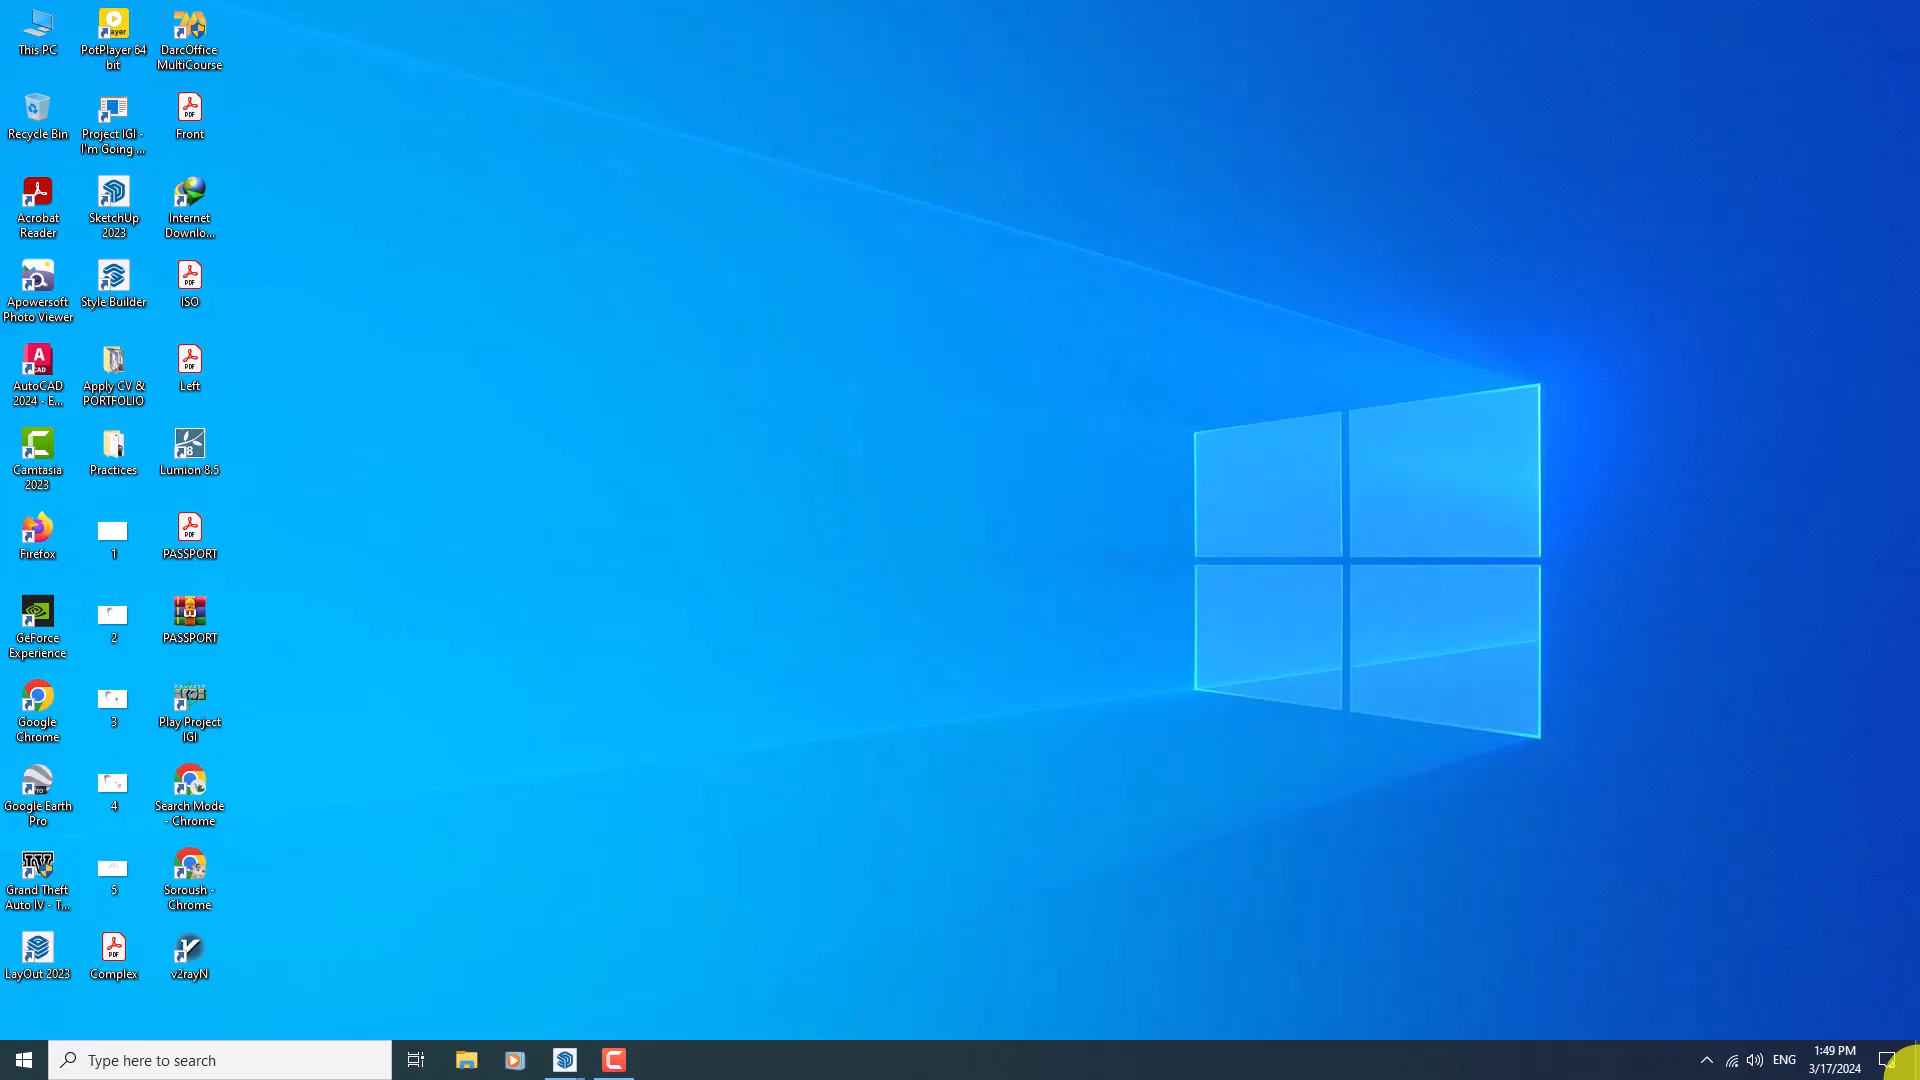 This PC
PotPlayer 64
bit
DarcOffice
MultiCourse
Recycle Bin
Project IGI -
I'm Going ...
Front
Acrobat
Reader
SketchUp
2023
Internet
Downlo...
Apowersoft
Photo Viewer
Style Builder
ISO
AutoCAD
2024 - E...
Apply CV &
PORTFOLIO
Left
Camtasia
2023
Practices
Lumion 8.5
Firefox
1
PASSPORT
GeForce
Experience
2
PASSPORT
Google
Chrome
3
Play Project
IGI
Google Earth
Pro
4
Search Mode
- Chrome
Grand Theft
Auto IV - T...
5
Soroush -
Chrome
LayOut 2023
Complex
v2rayN
Type here to search
ENG
1:49 PM
3/17/2024